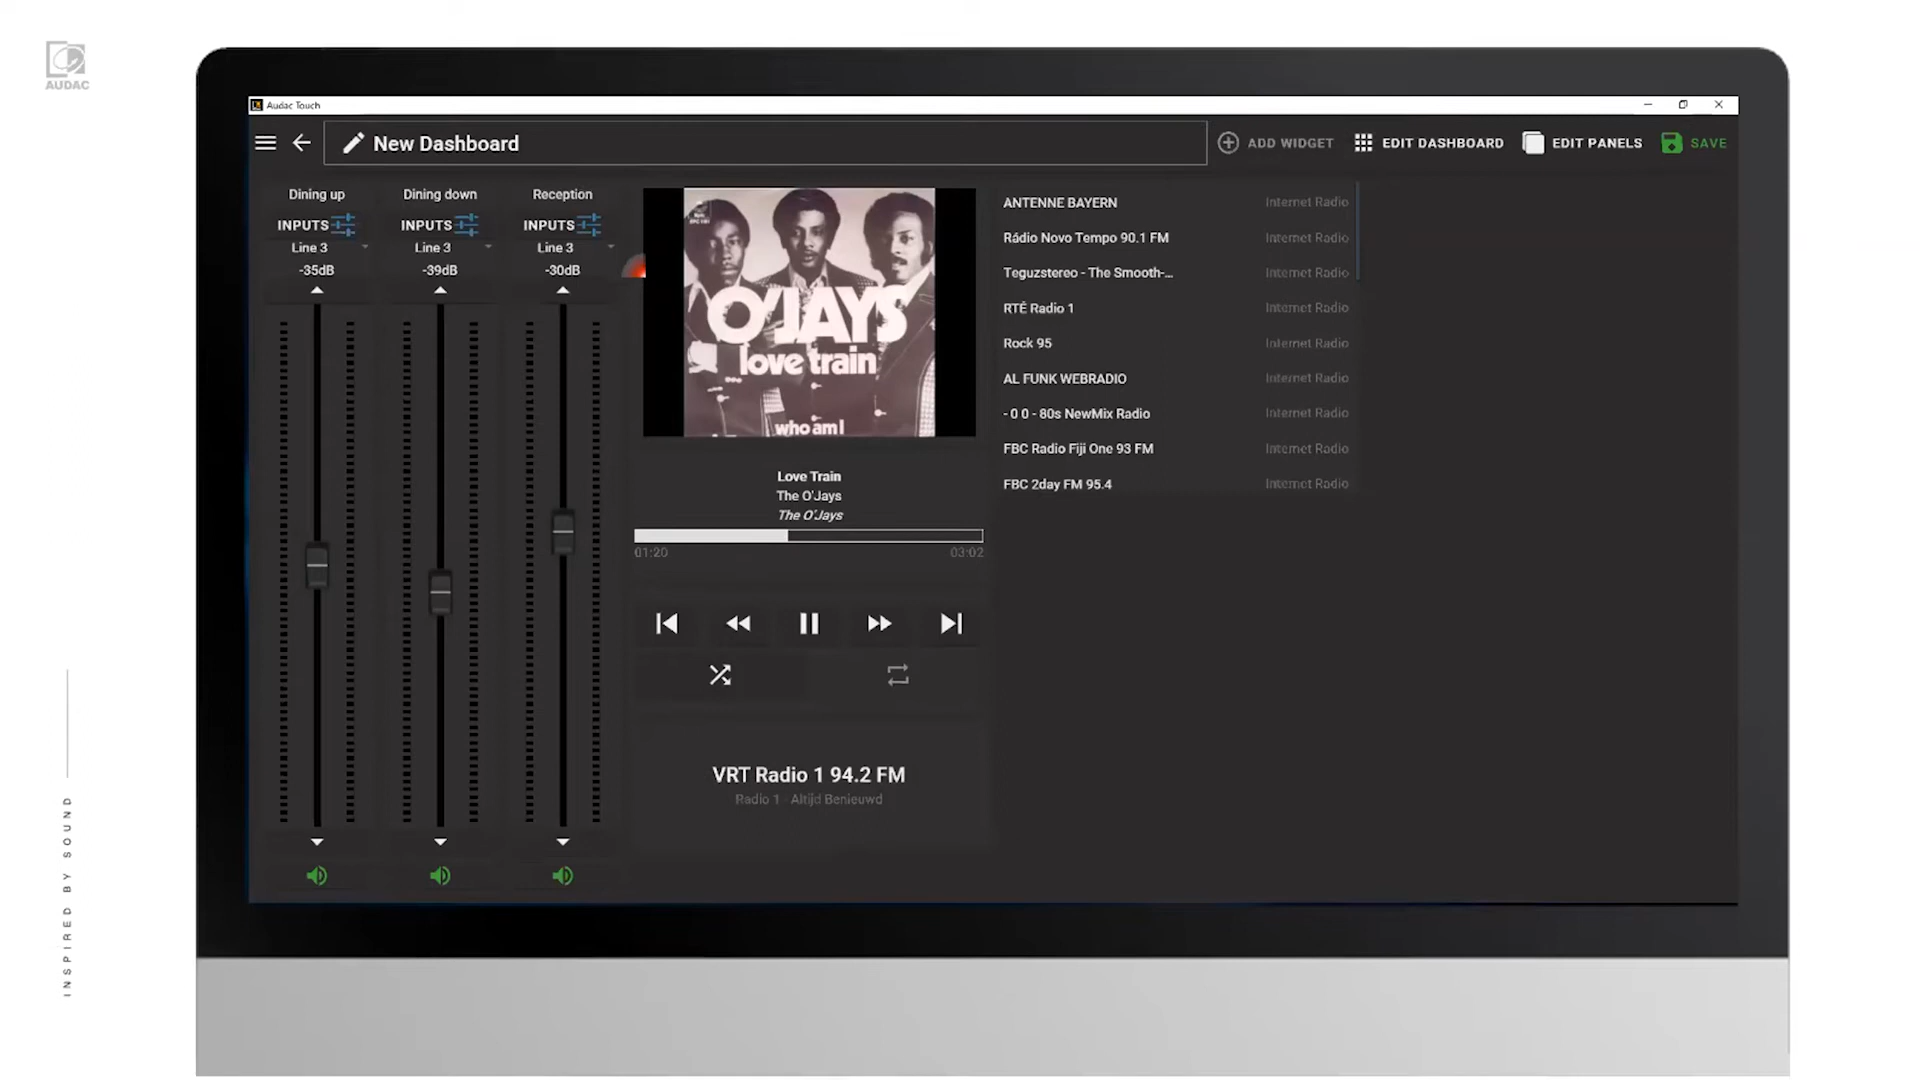 AUDAC
Audac Touch
New Dashboard
ADD WIDGET
EDIT DASHBOARD
EDIT PANELS
SAVE
Dining up
INPUTS
Line 3
-35dB
Dining down
INPUTS
Line 3
-39dB
Reception
INPUTS
Line 3
-30dB
O'JAYS
love train
who am I
Love Train
The O'Jays
The O'Jays
01:20
03:02
VRT Radio 1 94.2 FM
Radio 1 - Altijd Benieuwd
ANTENNE BAYERN Internet Radio
Rádio Novo Tempo 90.1 FM Internet Radio
Teguzstereo - The Smooth-... Internet Radio
RTÉ Radio 1 Internet Radio
Rock 95 Internet Radio
AL FUNK WEBRADIO Internet Radio
- 0 0 - 80s NewMix Radio Internet Radio
FBC Radio Fiji One 93 FM Internet Radio
FBC 2day FM 95.4 Internet Radio
INSPIRED BY SOUND